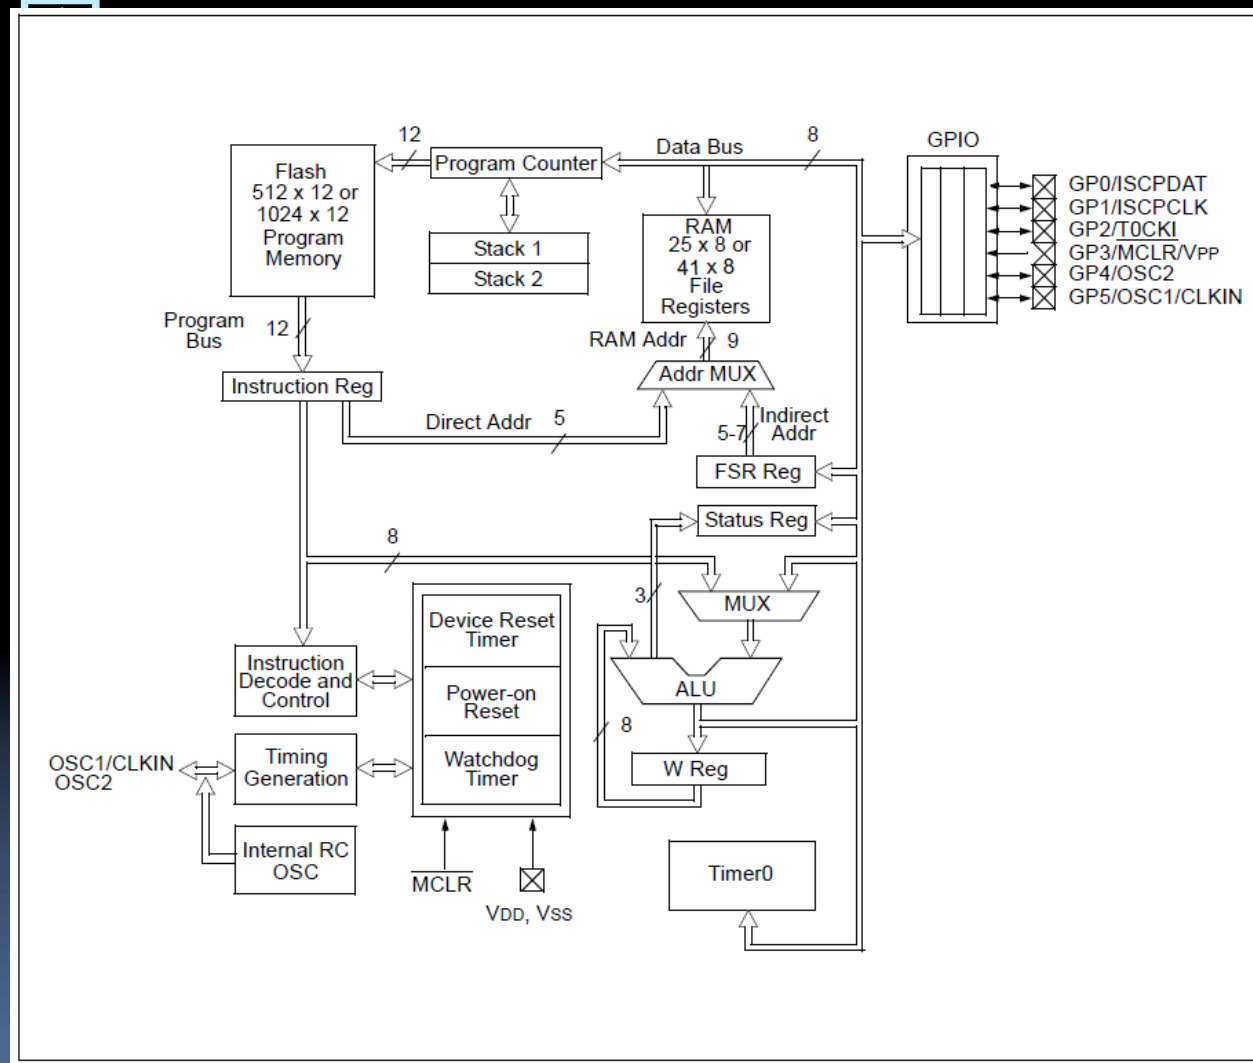 12
Program Counter
Data Bus
8
GPIO
Flash
512 x 12 or
1024 x 12
Program
Memory
Stack 1
Stack 2
RAM
25 x 8 or
41 x 8
File
Registers
GP0/ISCPDAT
GP1/ISCPCLK
GP2/T0CKI
GP3/MCLR/VPP
GP4/OSC2
GP5/OSC1/CLKIN
Program
Bus
12
RAM Addr
9
Instruction Reg
Addr MUX
Direct Addr
5
5-7
Indirect
Addr
FSR Reg
Status Reg
8
3
MUX
Device Reset
Timer
Instruction
Decode and
Control
Power-on
Reset
ALU
8
OSC1/CLKIN
OSC2
Timing
Generation
Watchdog
Timer
W Reg
Internal RC
OSC
MCLR
VDD, VSS
Timer0